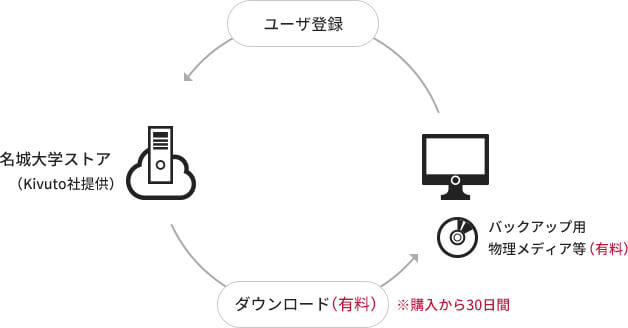 ユーザ登録
名城大学ストア
（Kivuto社提供）
バックアップ用
物理メディア等（有料）
ダウンロード（有料） ※購入から30日間